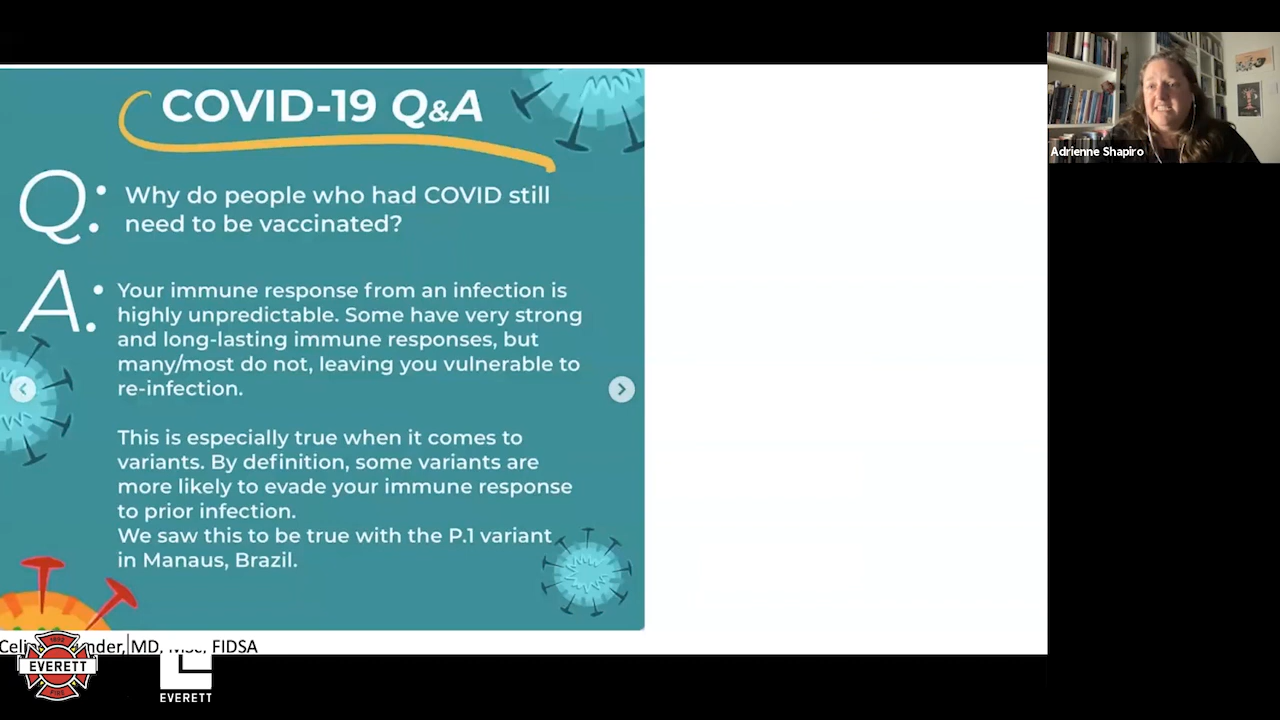 COVID-19 Q&A
Q:
Why do people who had COVID still
need to be vaccinated?
A:
Your immune response from an infection is
highly unpredictable. Some have very strong
and long-lasting immune responses, but
many/most do not, leaving you vulnerable to
re-infection.
This is especially true when it comes to
variants. By definition, some variants are
more likely to evade your immune response
to prior infection.
We saw this to be true with the P.1 variant
in Manaus, Brazil.
MD, FIDSA
Adrienne Shapiro
1892
EVERETT
FIRE
EVERETT